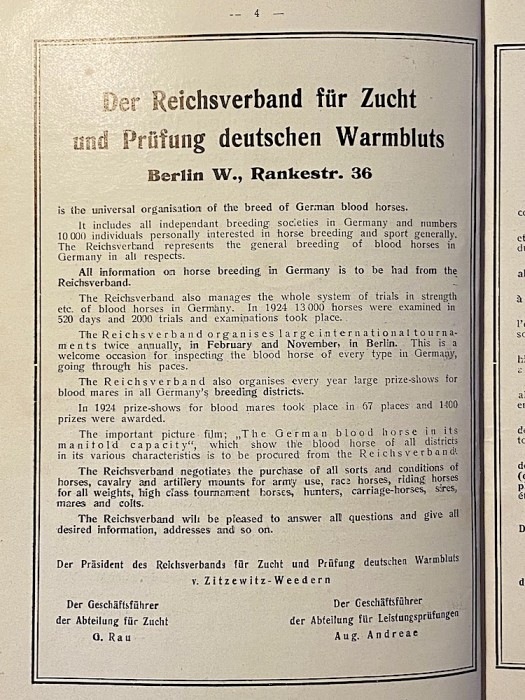 -- 4 —
Der Reichsverband für Zucht
und Prüfung deutschen Warmbluts
Berlin W., Rankestr. 36
is the universal organisation of the breed of German blood horses.
It includes all independant breeding societies in Germany and numbers
10 000 individuals personally interested in horse breeding and sport generally.
The Reichsverband represents the general breeding of blood horses in
Germany in all respects.
All information on horse breeding in Germany is to be had from the
Reichsverband.
The Reichsverband also manages the whole system of trials in strength
etc. of blood horses in Germany. In 1924 13 000 horses were examined in
520 days and 2000 trials and examinations took place.
The Reichsverband organises large international tourna-
ments twice annually, in February and November, in Berlin. This is a
welcome occasion for inspecting the blood horse of every type in Germany,
going through his paces.
The Reichsverband also organises every year large prize-shows for
blood mares in all Germany's breeding districts.
In 1924 prize-shows for blood mares took place in 67 places and 1400
prizes were awarded.
The important picture film: „The German blood horse in its
manifold capacity“, which show the blood horse of all districts
in its various characteristics is to be procured from the Reichsverband.
The Reichsverband negotiates the purchase of all sorts and conditions of
horses, cavalry and artillery mounts for army use, race horses, riding horses
for all weights, high class tournament horses, hunters, carriage-horses, sires,
mares and colts.
The Reichsverband will be pleased to answer all questions and give all
desired information, addresses and so on.
Der Präsident des Reichsverbands für Zucht und Prüfung deutschen Warmbluts
v. Zitzewitz-Weedern
Der Geschäftsführer
der Abteilung für Zucht
G. Rau
Der Geschäftsführer
der Abteilung für Leistungsprüfungen
Aug. Andreae